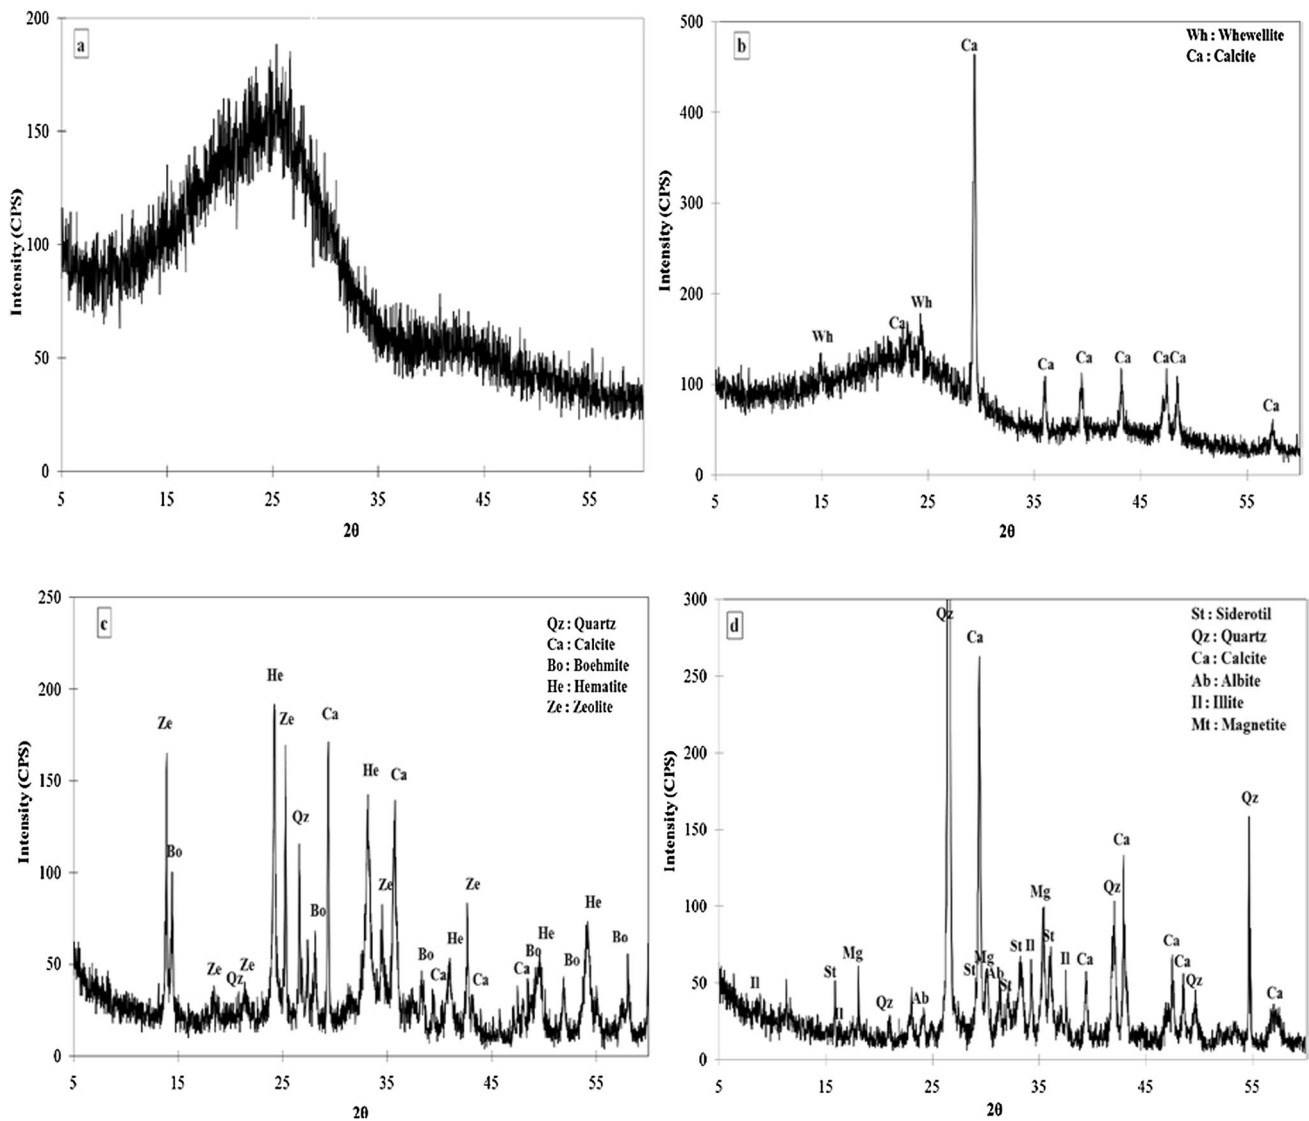 a
200
150
100
50
0
5 15 25 35 45 55
Intensity (CPS)
2θ
b
Wh : Whewellite
Ca : Calcite
500
400
300
200
100
0
Ca
Wh
Ca
Wh
Ca
Ca
Ca
Ca Ca
Ca
5 15 25 35 45 55
Intensity (CPS)
2θ
c
Qz : Quartz
Ca : Calcite
Bo : Boehmite
He : Hematite
Ze : Zeolite
250
200
150
100
50
0
Ze
Bo
Ze
Qz
Ze
He
Ze
Qz
Bo
Ca
He
Ze
Ca
Bo
Ca
He
Ze
Ca
Ca
Bo
He
Bo
He
Bo
5 15 25 35 45 55
Intensity (CPS)
2θ
d
St : Siderotil
Qz : Quartz
Ca : Calcite
Ab : Albite
Il : Illite
Mt : Magnetite
300
250
200
150
100
50
0
Il
St
Il
Mg
Qz
Ab
Qz
St
Ca
Mg
Ab
St
St
Il
Mg
St
Il
Ca
Qz
Ca
Ca
Ca
Qz
Qz
Ca
5 15 25 35 45 55
Intensity (CPS)
2θ